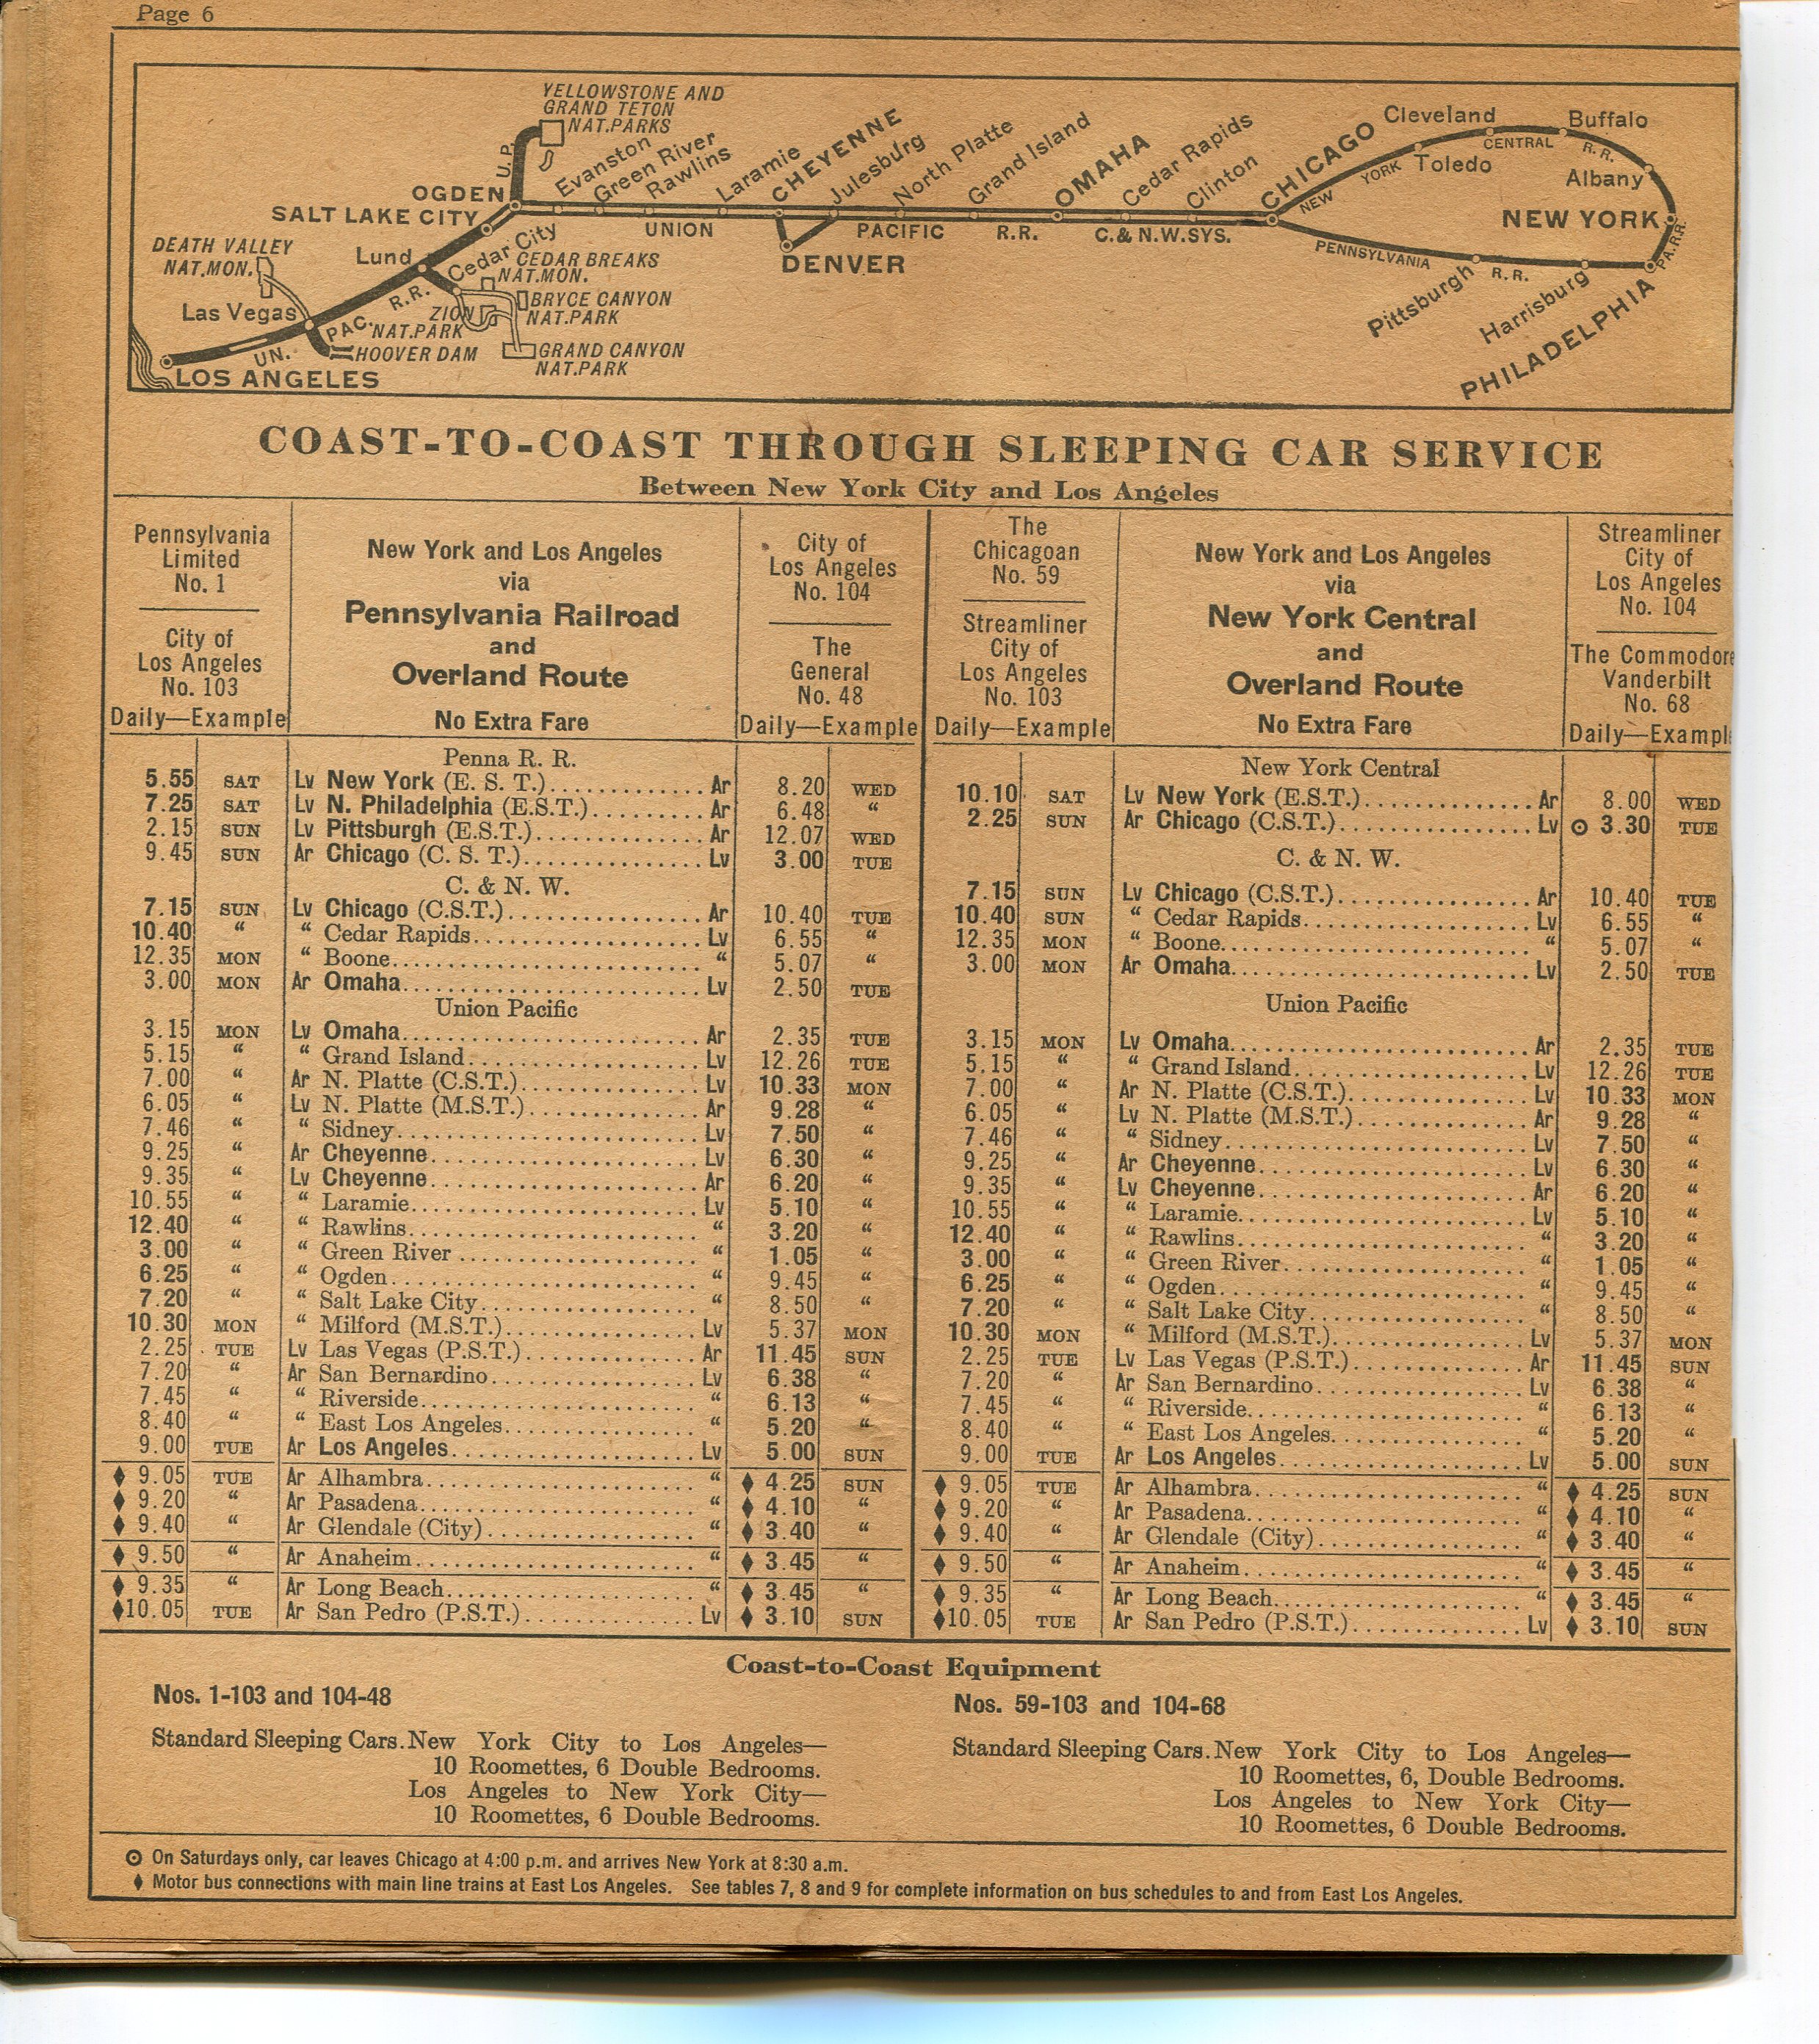 Page 6
YELLOWSTONE AND
GRAND TETON
NAT.PARKS
U.P.
Evanston
Green River
Rawlins
Laramie
CHEYENNE
Julesburg
North Platte
Grand Island
OMAHA
Cedar Rapids
Clinton
CHICAGO
Cleveland
Buffalo
Toledo
Albany
NEW YORK CENTRAL R.R.
OGDEN
SALT LAKE CITY
UNION PACIFIC R.R. C.& N.W.SYS.
NEW YORK
DENVER
PENNSYLVANIA R.R.
PA.R.R.
Pittsburgh
Harrisburg
PHILADELPHIA
DEATH VALLEY
NAT.MON.
Lund
Cedar City
CEDAR BREAKS
NAT.MON.
BRYCE CANYON
NAT.PARK
ZION
NAT.PARK
Las Vegas
UN. PAC. R.R.
HOOVER DAM
GRAND CANYON
NAT.PARK
LOS ANGELES
COAST-TO-COAST THROUGH SLEEPING CAR SERVICE
Between New York City and Los Angeles
Pennsylvania
Limited
No. 1
City of
Los Angeles
No. 103
Daily—Example
New York and Los Angeles
via
Pennsylvania Railroad
and
Overland Route
No Extra Fare
City of
Los Angeles
No. 104
The
General
No. 48
Daily—Example
Penna R. R.
5.55 SAT Lv New York (E. S. T.) Ar 8.20 WED
7.25 SAT Lv N. Philadelphia (E.S.T.) Ar 6.48 “
2.15 SUN Lv Pittsburgh (E.S.T.) Ar 12.07 WED
9.45 SUN Ar Chicago (C. S. T.) Lv 3.00 TUE
C. & N. W.
7.15 SUN Lv Chicago (C.S.T.) Ar 10.40 TUE
10.40 “ “ Cedar Rapids Lv 6.55 “
12.35 MON “ Boone “ 5.07 “
3.00 MON Ar Omaha Lv 2.50 TUE
Union Pacific
3.15 MON Lv Omaha Ar 2.35 TUE
5.15 “ “ Grand Island Lv 12.26 TUE
7.00 “ Ar N. Platte (C.S.T.) Lv 10.33 MON
6.05 “ Lv N. Platte (M.S.T.) Ar 9.28 “
7.46 “ “ Sidney Lv 7.50 “
9.25 “ Ar Cheyenne Lv 6.30 “
9.35 “ Lv Cheyenne Ar 6.20 “
10.55 “ “ Laramie Lv 5.10 “
12.40 “ “ Rawlins “ 3.20 “
3.00 “ “ Green River “ 1.05 “
6.25 “ “ Ogden “ 9.45 “
7.20 “ “ Salt Lake City “ 8.50 “
10.30 MON “ Milford (M.S.T.) Lv 5.37 MON
2.25 TUE Lv Las Vegas (P.S.T.) Ar 11.45 SUN
7.20 “ Ar San Bernardino Lv 6.38 “
7.45 “ “ Riverside “ 6.13 “
8.40 “ “ East Los Angeles “ 5.20 “
9.00 TUE Ar Los Angeles Lv 5.00 SUN
♦ 9.05 TUE Ar Alhambra “ ♦ 4.25 SUN
♦ 9.20 “ Ar Pasadena “ ♦ 4.10 “
♦ 9.40 “ Ar Glendale (City) “ ♦ 3.40 “
♦ 9.50 “ Ar Anaheim “ ♦ 3.45 “
♦ 9.35 “ Ar Long Beach “ ♦ 3.45 “
♦10.05 TUE Ar San Pedro (P.S.T.) Lv ♦ 3.10 SUN
The
Chicagoan
No. 59
Streamliner
City of
Los Angeles
No. 103
Daily—Example
New York and Los Angeles
via
New York Central
and
Overland Route
No Extra Fare
Streamliner
City of
Los Angeles
No. 104
The Commodore
Vanderbilt
No. 68
Daily—Exampl
New York Central
10.10 SAT Lv New York (E.S.T.) Ar 8.00 WED
2.25 SUN Ar Chicago (C.S.T.) Lv ⊙ 3.30 TUE
C. & N. W.
7.15 SUN Lv Chicago (C.S.T.) Ar 10.40 TUE
10.40 SUN “ Cedar Rapids Lv 6.55 “
12.35 MON “ Boone “ 5.07 “
3.00 MON Ar Omaha Lv 2.50 TUE
Union Pacific
3.15 MON Lv Omaha Ar 2.35 TUE
5.15 “ “ Grand Island Lv 12.26 TUE
7.00 “ Ar N. Platte (C.S.T.) Lv 10.33 MON
6.05 “ Lv N. Platte (M.S.T.) Ar 9.28 “
7.46 “ “ Sidney Lv 7.50 “
9.25 “ Ar Cheyenne Lv 6.30 “
9.35 “ Lv Cheyenne Ar 6.20 “
10.55 “ “ Laramie Lv 5.10 “
12.40 “ “ Rawlins “ 3.20 “
3.00 “ “ Green River “ 1.05 “
6.25 “ “ Ogden “ 9.45 “
7.20 “ “ Salt Lake City “ 8.50 “
10.30 MON “ Milford (M.S.T.) Lv 5.37 MON
2.25 TUE Lv Las Vegas (P.S.T.) Ar 11.45 SUN
7.20 “ Ar San Bernardino Lv 6.38 “
7.45 “ “ Riverside “ 6.13 “
8.40 “ “ East Los Angeles “ 5.20 “
9.00 TUE Ar Los Angeles Lv 5.00 SUN
♦ 9.05 TUE Ar Alhambra “ ♦ 4.25 SUN
♦ 9.20 “ Ar Pasadena “ ♦ 4.10 “
♦ 9.40 “ Ar Glendale (City) “ ♦ 3.40 “
♦ 9.50 “ Ar Anaheim “ ♦ 3.45 “
♦ 9.35 “ Ar Long Beach “ ♦ 3.45 “
♦10.05 TUE Ar San Pedro (P.S.T.) Lv ♦ 3.10 SUN
Coast-to-Coast Equipment
Nos. 1-103 and 104-48
Standard Sleeping Cars. New York City to Los Angeles—
10 Roomettes, 6 Double Bedrooms.
Los Angeles to New York City—
10 Roomettes, 6 Double Bedrooms.
Nos. 59-103 and 104-68
Standard Sleeping Cars. New York City to Los Angeles—
10 Roomettes, 6, Double Bedrooms.
Los Angeles to New York City—
10 Roomettes, 6 Double Bedrooms.
⊙ On Saturdays only, car leaves Chicago at 4:00 p.m. and arrives New York at 8:30 a.m.
♦ Motor bus connections with main line trains at East Los Angeles. See tables 7, 8 and 9 for complete information on bus schedules to and from East Los Angeles.